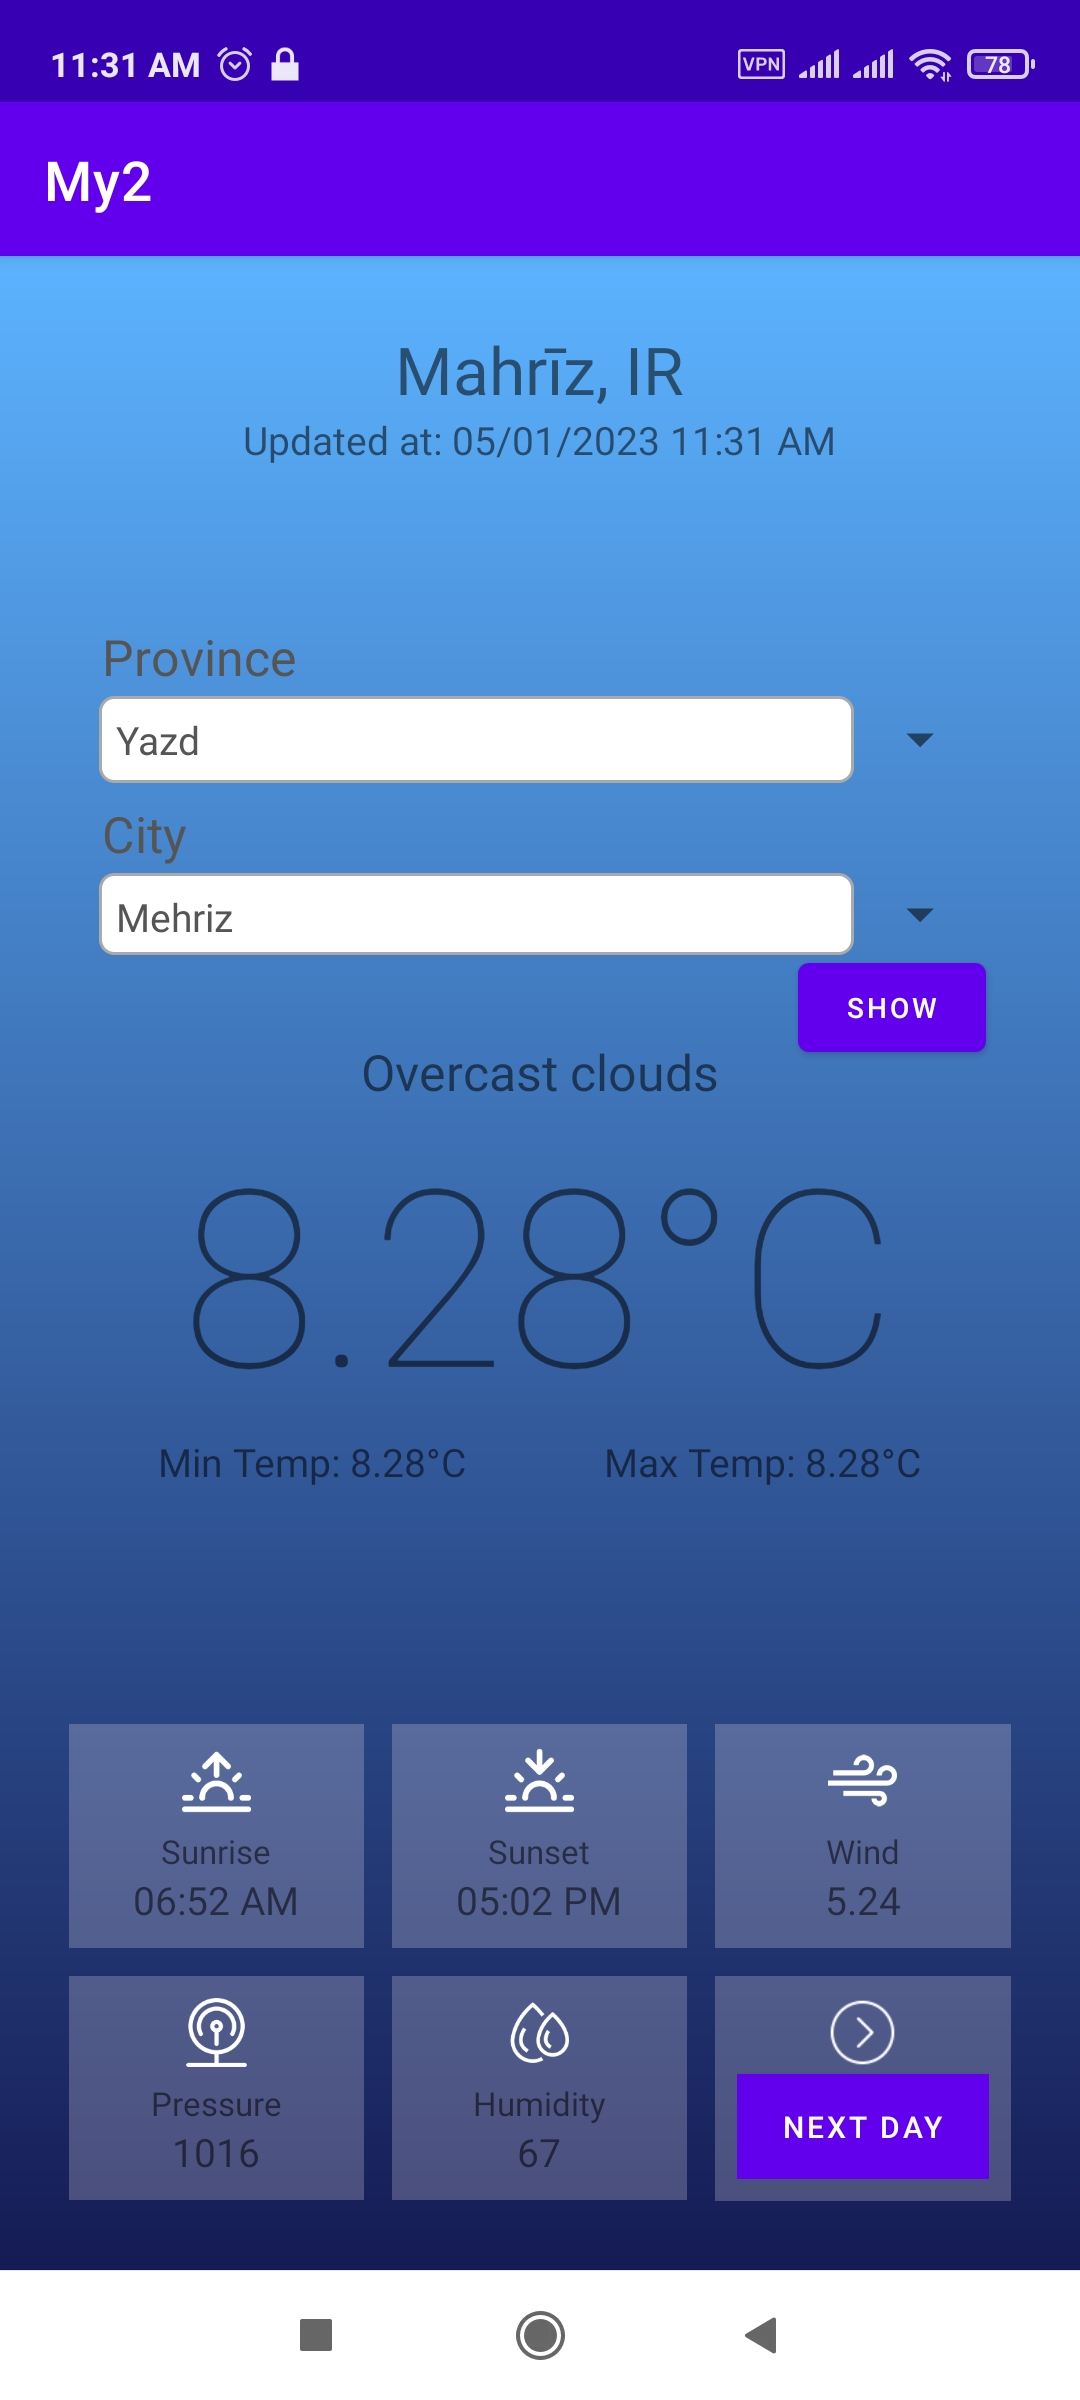 11:31 AM VPN 78
My2
Mahrīz, IR
Updated at: 05/01/2023 11:31 AM
Province
Yazd
City
Mehriz
SHOW
Overcast clouds
8.28°C
Min Temp: 8.28°C Max Temp: 8.28°C
Sunrise Sunset Wind
06:52 AM 05:02 PM 5.24
Pressure Humidity NEXT DAY
1016 67